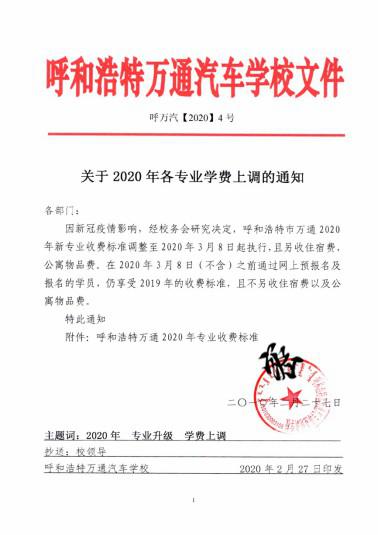 呼和浩特万通汽车学校文件
呼万汽【2020】4 号
关于 2020 年各专业学费上调的通知
各部门：
因新冠疫情影响，经校务会研究决定，呼和浩特市万通 2020
年新专业收费标准调整至 2020 年 3 月 8 日起执行，且另收住宿费，
公寓物品费。在 2020 年 3 月 8 日（不含）之前通过网上预报名及
报名的学员，仍享受 2019 年的收费标准，且不另收住宿费以及公
寓物品费。
特此通知
附件：呼和浩特万通 2020 年专业收费标准
二〇二〇年二月二十七日
主题词：2020 年 专业升级 学费上调
抄送：校领导
呼和浩特万通汽车学校 2020 年 2 月 27 日印发
1